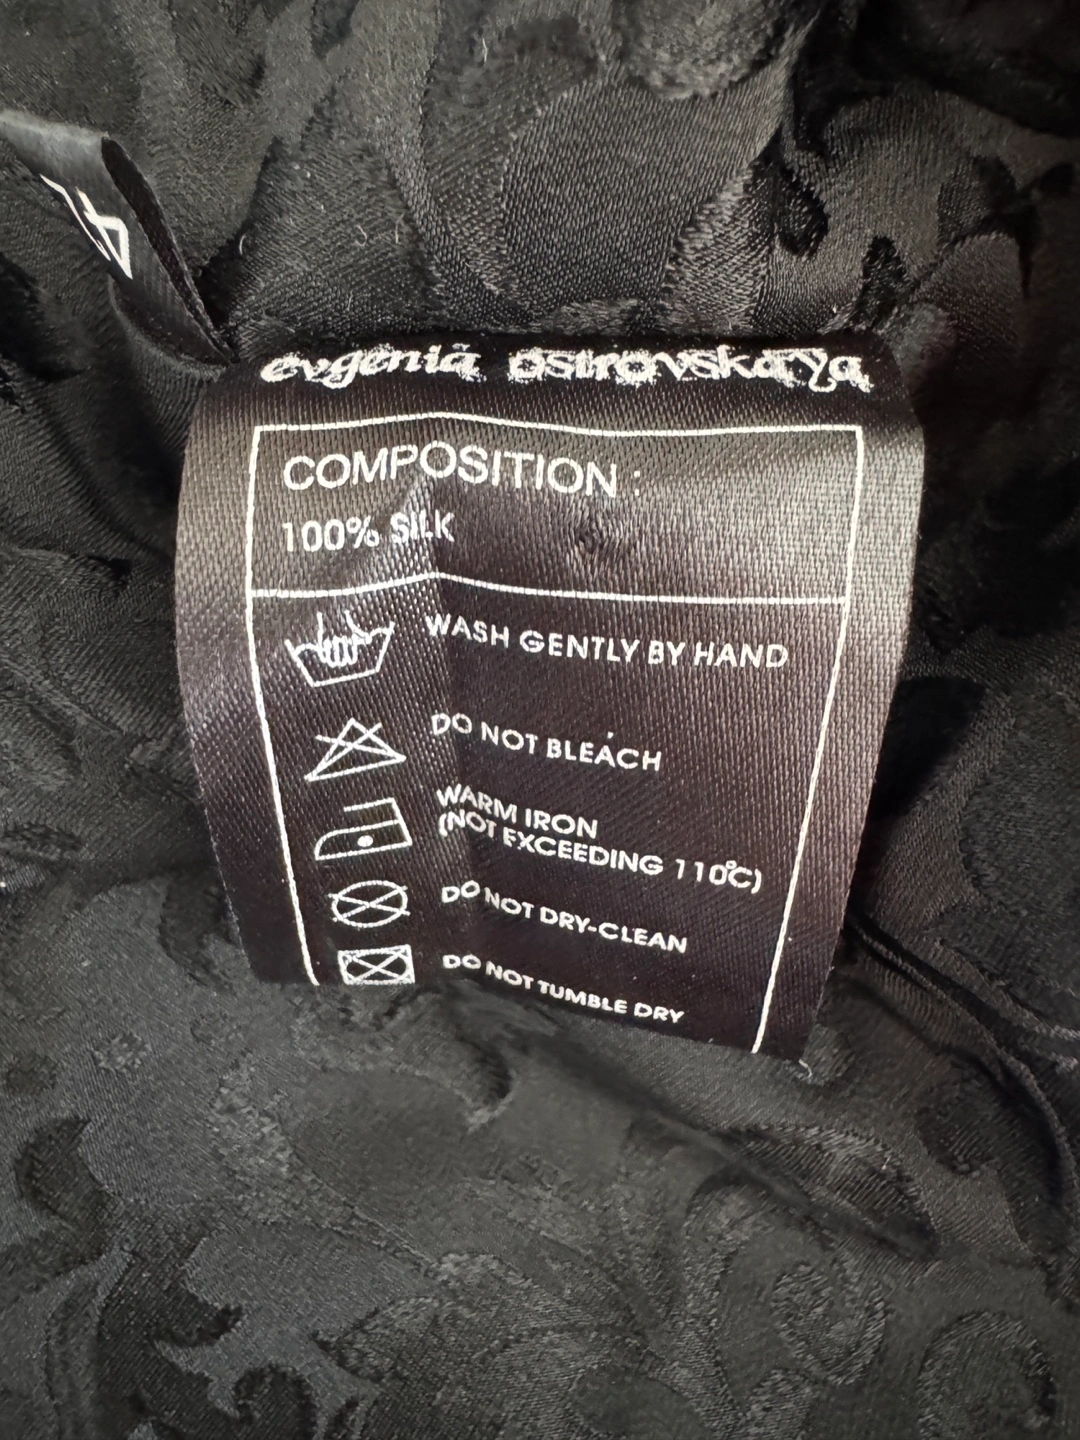 evgenia ostrovskaya
COMPOSITION :
100% SILK
WASH GENTLY BY HAND
DO NOT BLEACH
WARM IRON
(NOT EXCEEDING 110°C)
DO NOT DRY-CLEAN
DO NOT TUMBLE DRY